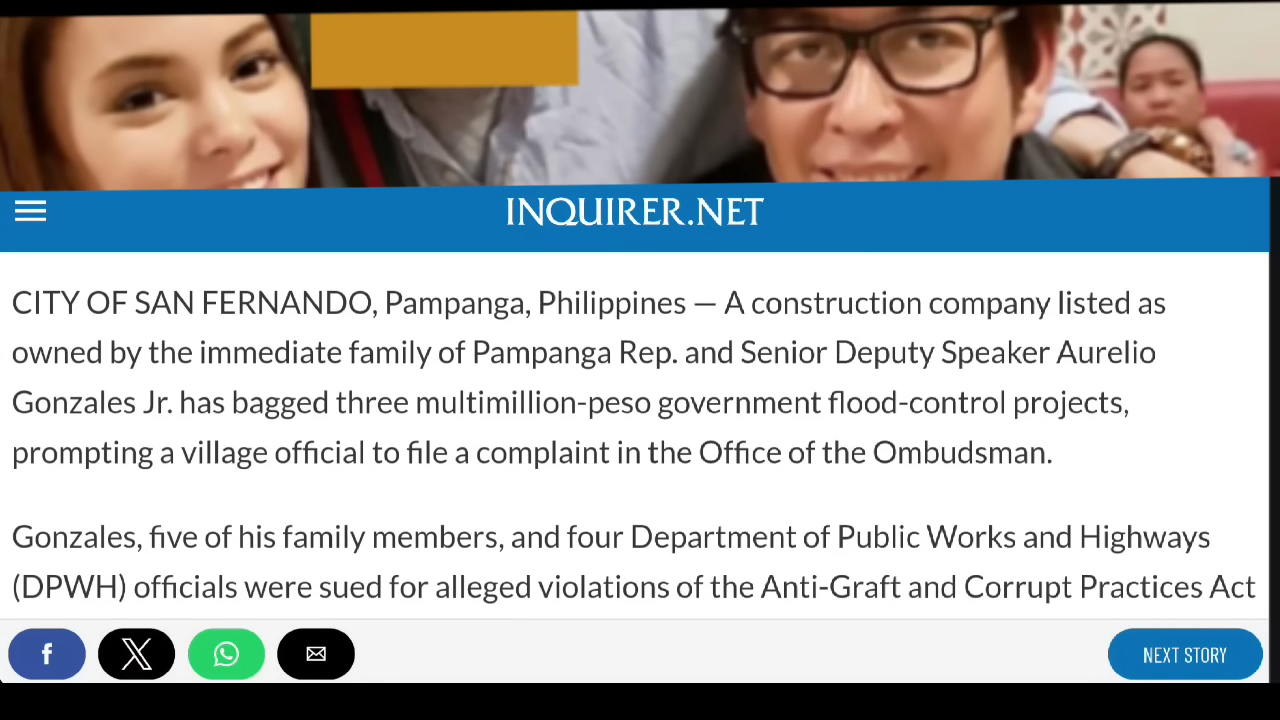 INQUIRER.NET
CITY OF SAN FERNANDO, Pampanga, Philippines — A construction company listed as
owned by the immediate family of Pampanga Rep. and Senior Deputy Speaker Aurelio
Gonzales Jr. has bagged three multimillion-peso government flood-control projects,
prompting a village official to file a complaint in the Office of the Ombudsman.
Gonzales, five of his family members, and four Department of Public Works and Highways
(DPWH) officials were sued for alleged violations of the Anti-Graft and Corrupt Practices Act
f
X
NEXT STORY